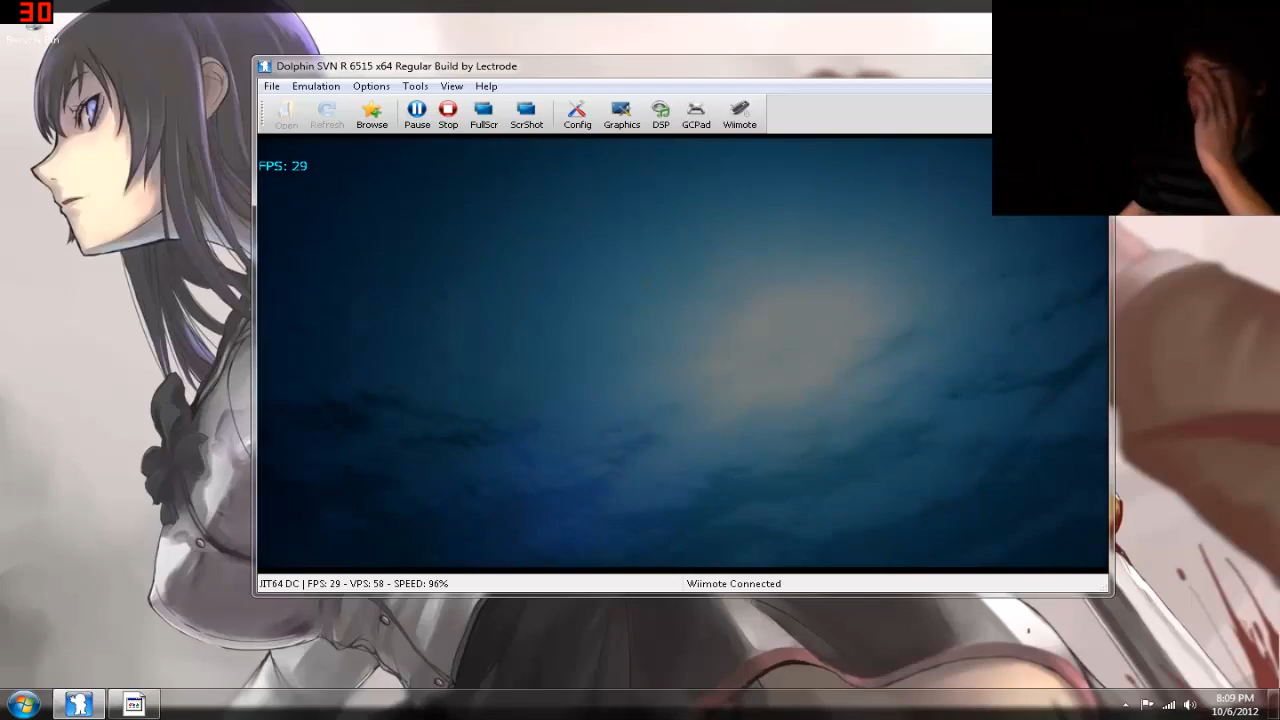 30
Dolphin SVN R 6515 x64 Regular Build by Lectrode
File Emulation Options Tools View Help
Open Refresh Browse Pause Stop FullScr ScrShot Config Graphics DSP GCPad Wiimote
FPS: 29
JIT64 DC | FPS: 29 - VPS: 58 - SPEED: 96% Wiimote Connected
8:09 PM
10/6/2012